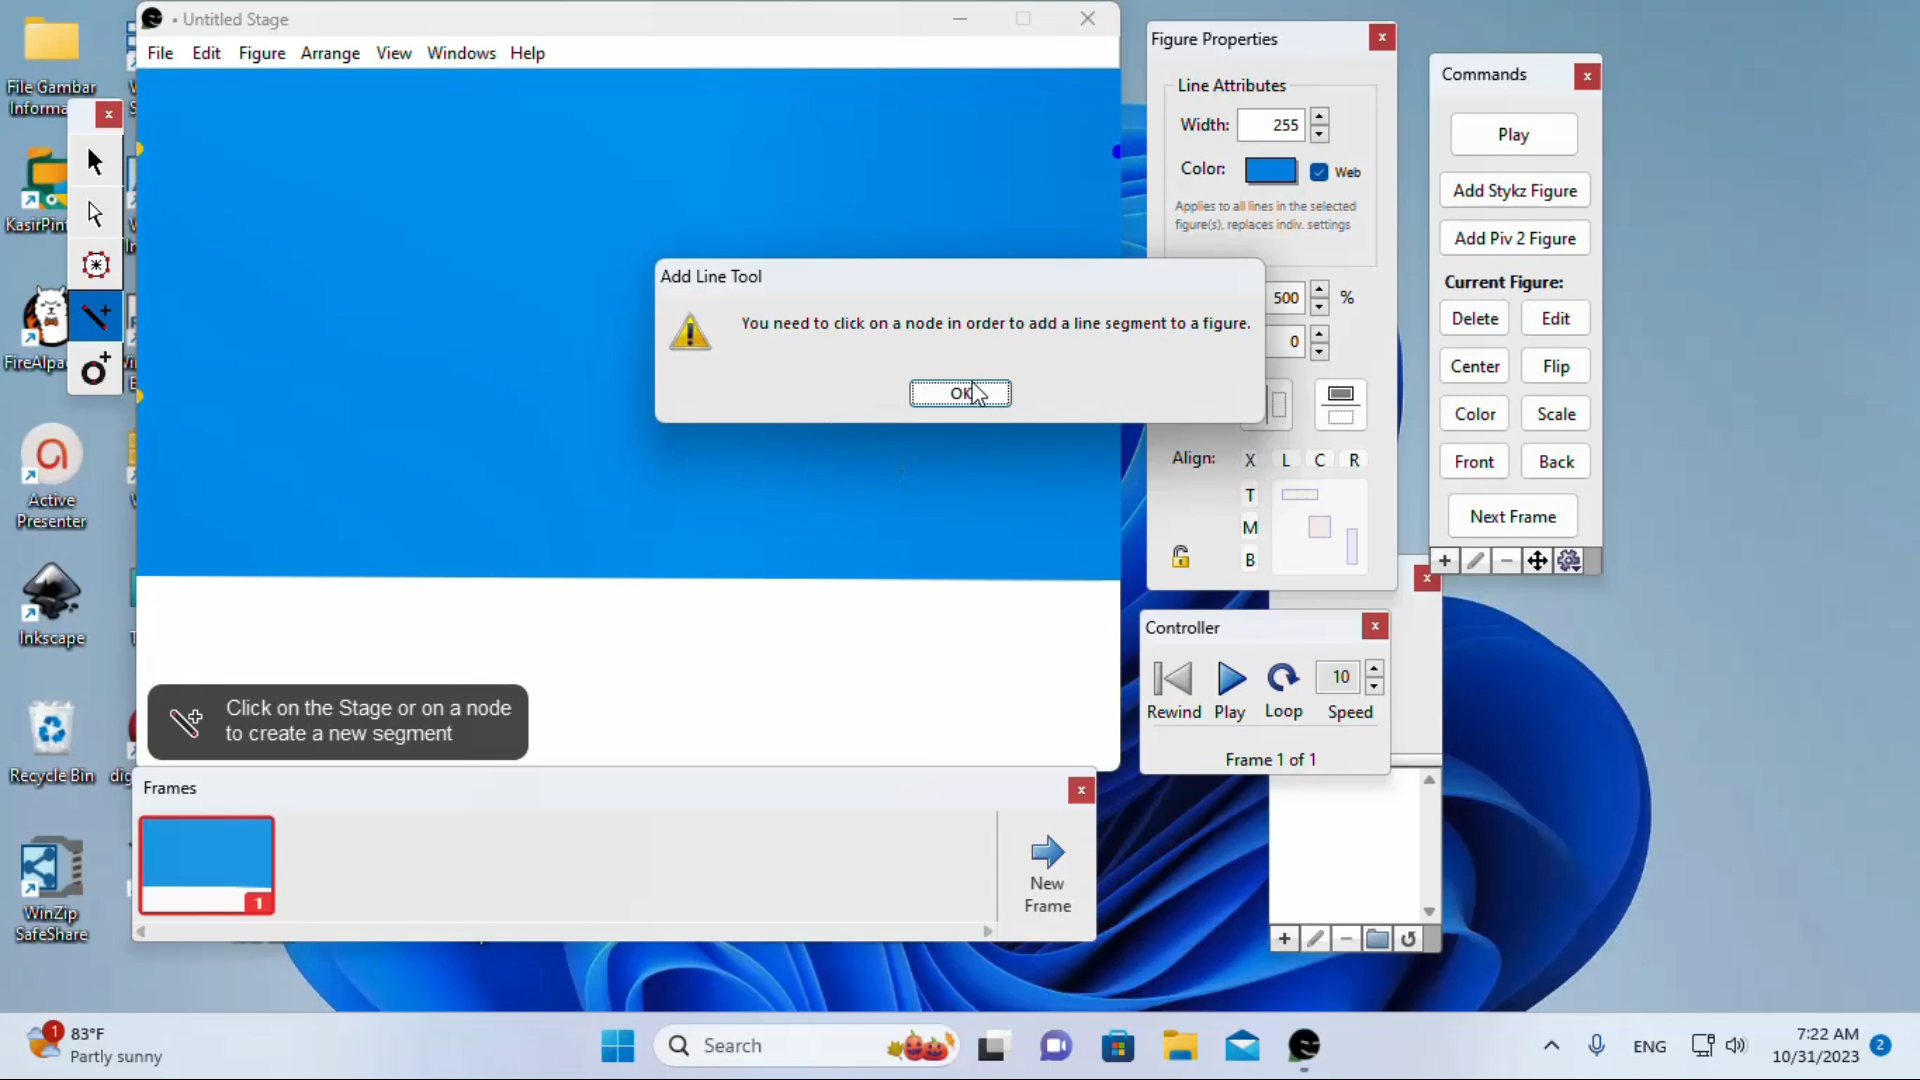 • Untitled Stage
File Edit Figure Arrange View Windows Help
File Gambar
Informa
KasirPin
FireAlpa
Active
Presenter
Inkscape
Recycle Bin
WinZip
SafeShare
Add Line Tool
You need to click on a node in order to add a line segment to a figure.
OK
Click on the Stage or on a node
to create a new segment
Frames
1
New
Frame
Figure Properties
Line Attributes
Width: 255
Color: Web
Applies to all lines in the selected
figure(s), replaces indiv. settings
500 %
0
Align: X L C R
T
M
B
Controller
10
Rewind Play Loop Speed
Frame 1 of 1
Commands
Play
Add Stykz Figure
Add Piv 2 Figure
Current Figure:
Delete Edit
Center Flip
Color Scale
Front Back
Next Frame
1
83°F
Partly sunny
Search
ENG
7:22 AM
10/31/2023
2